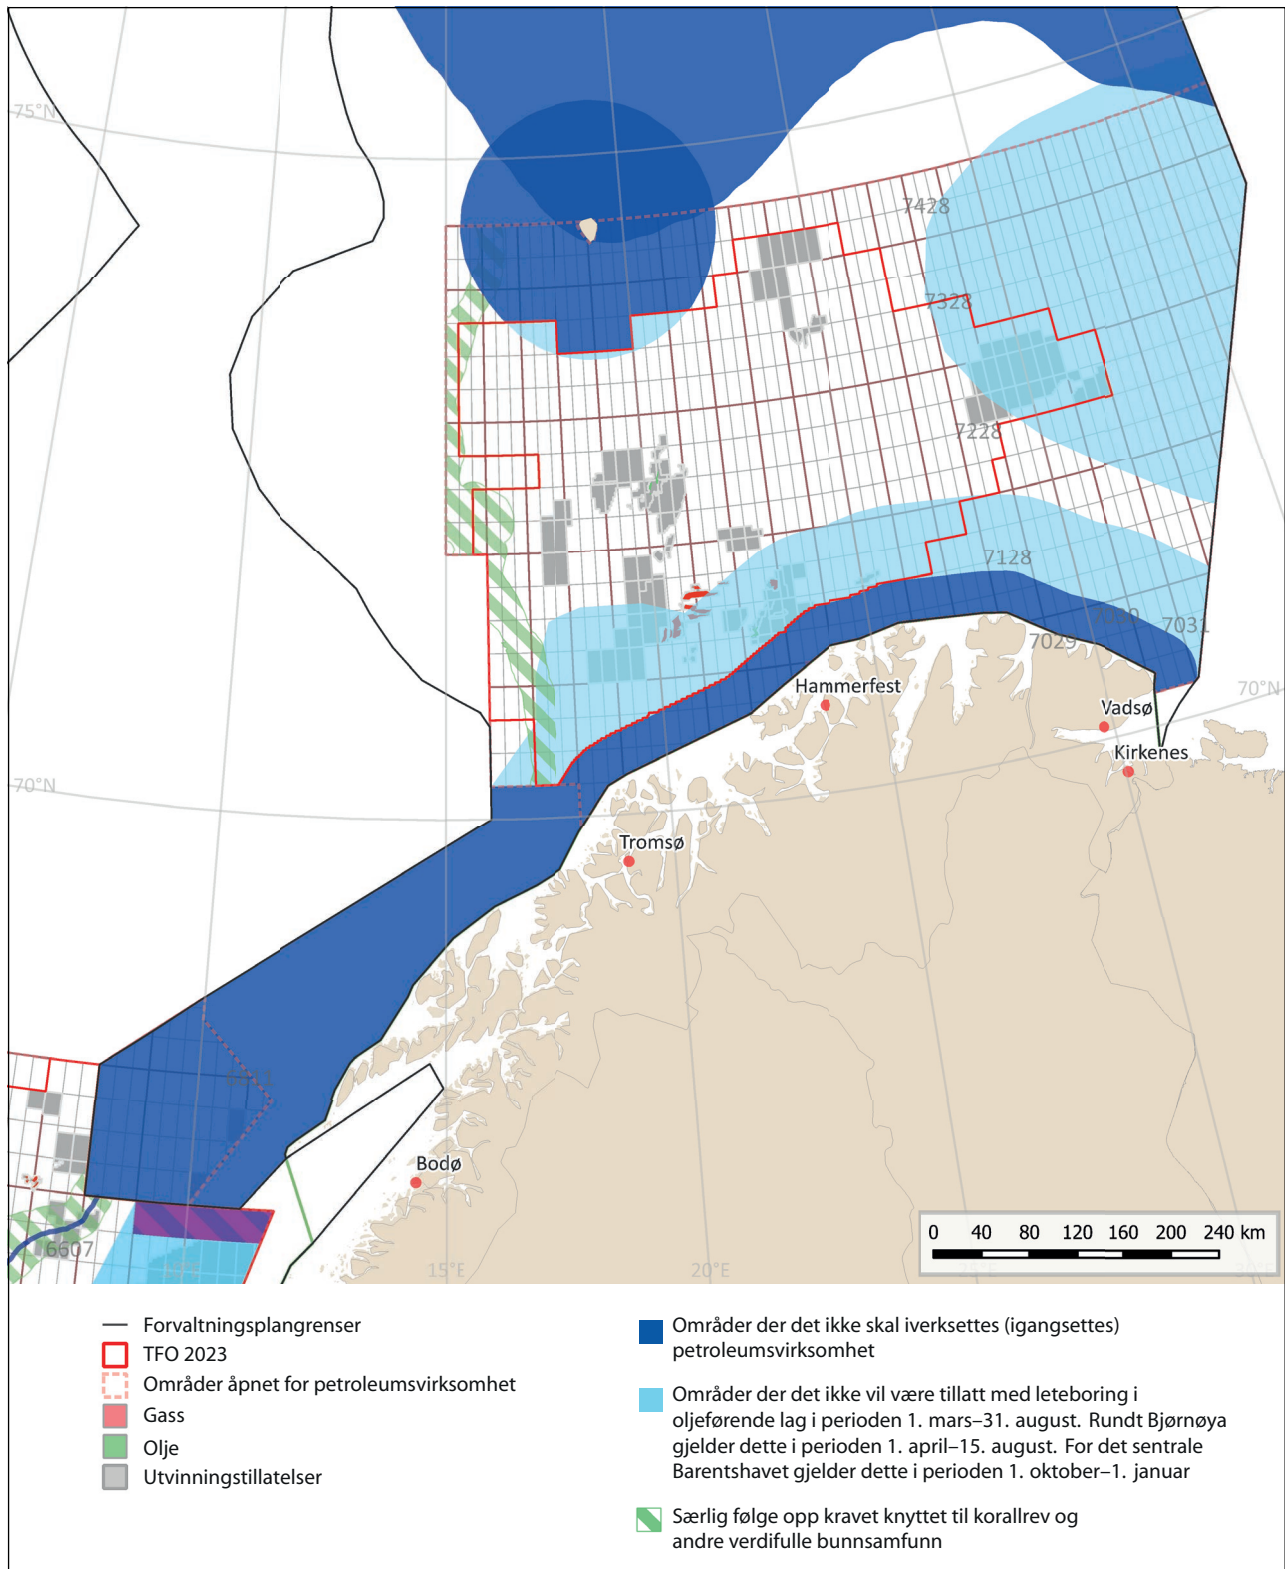 75°N
7428
7328
7228
7128
7030
7031
7029
70°N
Hammerfest
Vadsø
Kirkenes
70°N
Tromsø
6611
Bodø
0 40 80 120 160 200 240 km
6607
10°E
15°E
20°E
25°E
30°E
Forvaltningsplangrenser
TFO 2023
Områder åpnet for petroleumsvirksomhet
Gass
Olje
Utvinningstillatelser
Områder der det ikke skal iverksettes (igangsettes)
petroleumsvirksomhet
Områder der det ikke vil være tillatt med leteboring i
oljeførende lag i perioden 1. mars–31. august. Rundt Bjørnøya
gjelder dette i perioden 1. april–15. august. For det sentrale
Barentshavet gjelder dette i perioden 1. oktober–1. januar
Særlig følge opp kravet knyttet til korallrev og
andre verdifulle bunnsamfunn